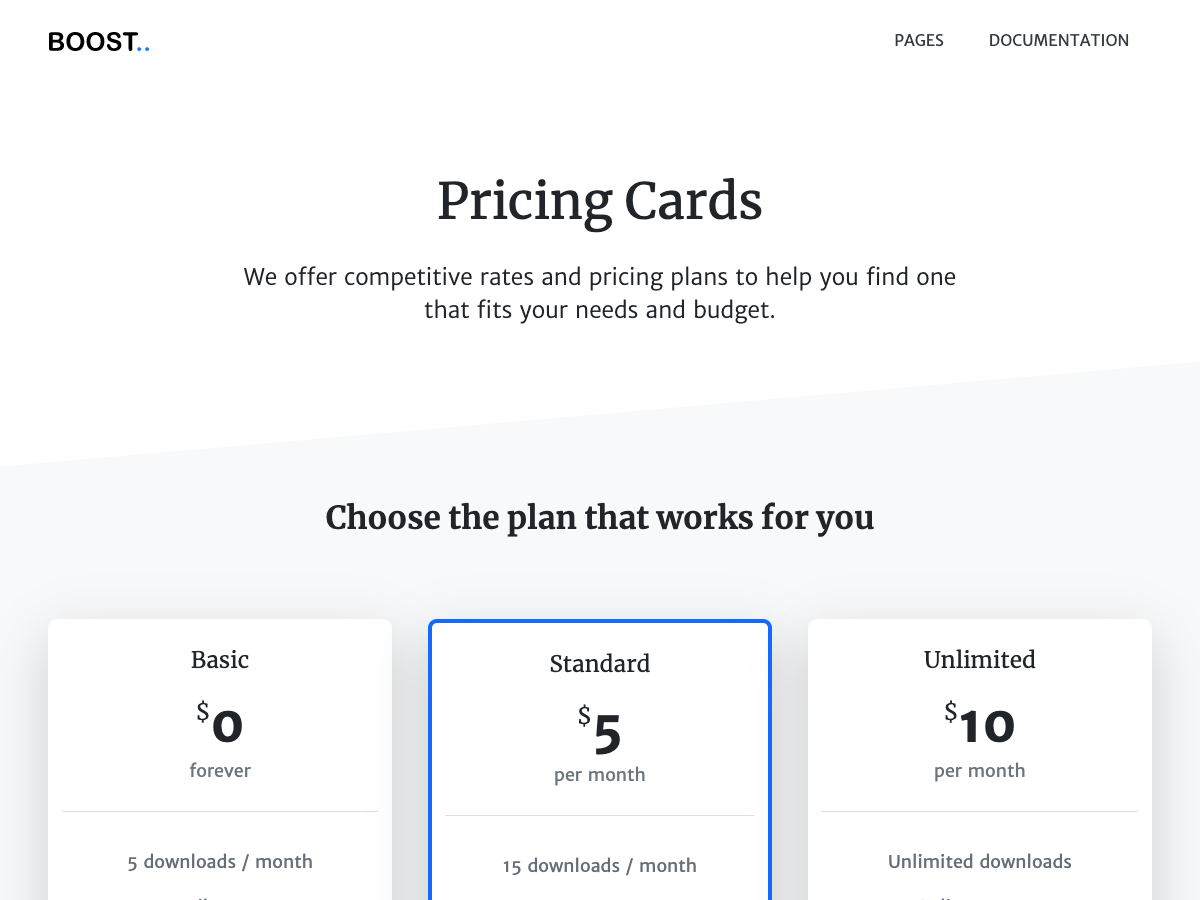 BOOST..
PAGES
DOCUMENTATION
Pricing Cards
We offer competitive rates and pricing plans to help you find one
that fits your needs and budget.
Choose the plan that works for you
Basic
$0
forever
5 downloads / month
Standard
$5
per month
15 downloads / month
Unlimited
$10
per month
Unlimited downloads